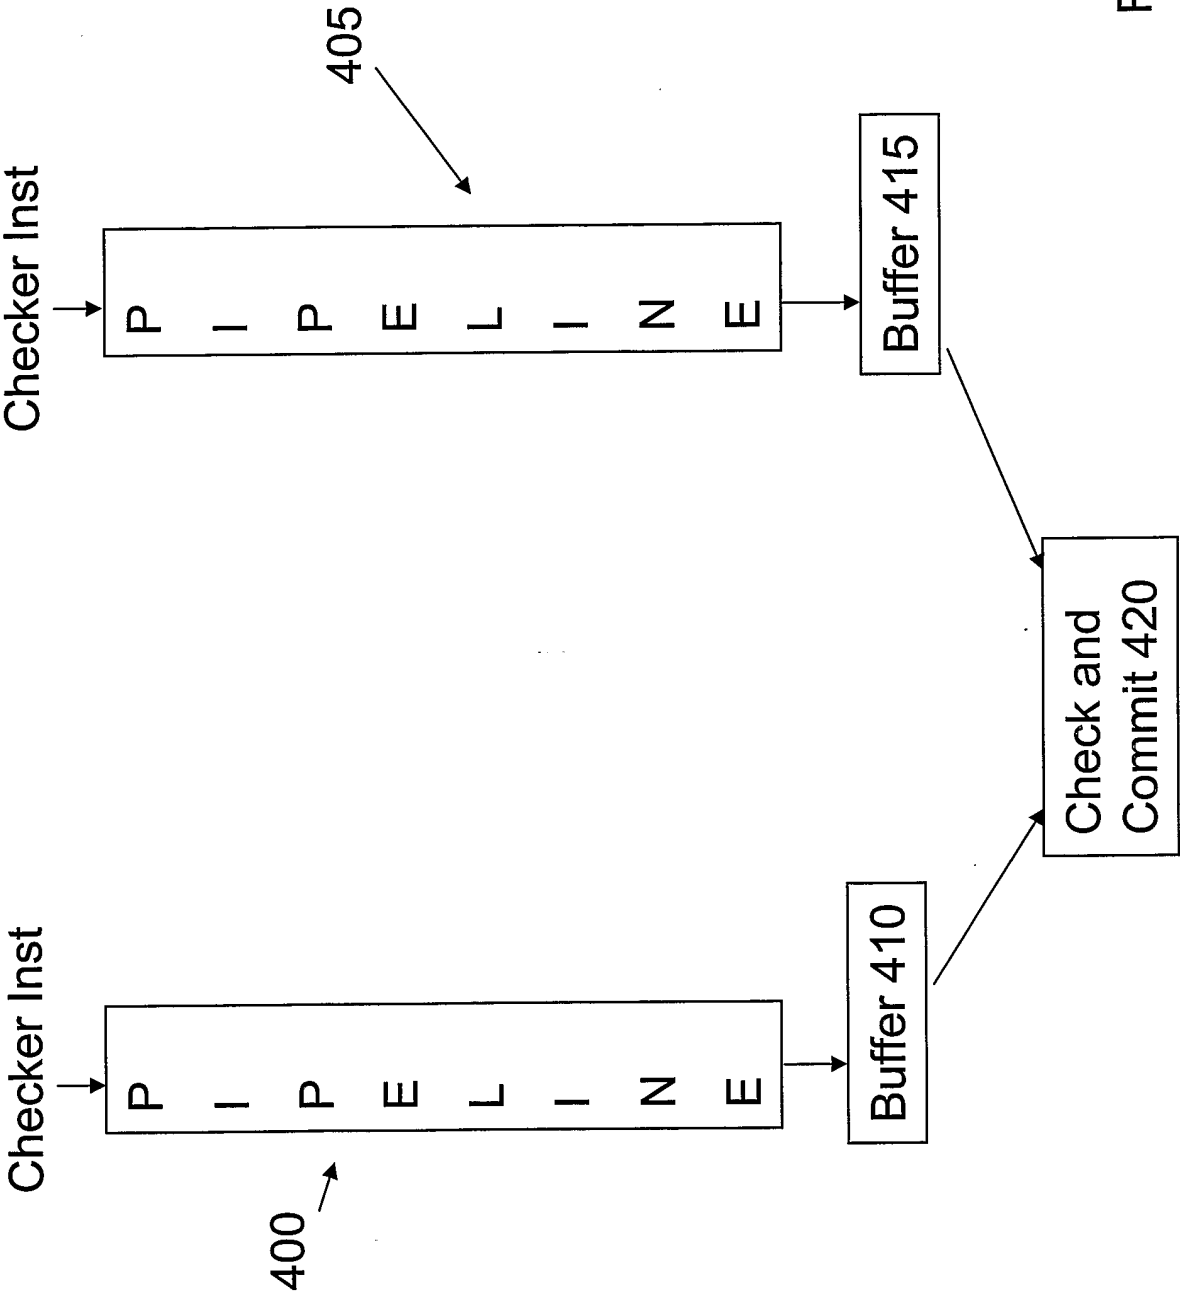 Checker Inst
400
P I P E L I N E
Buffer 410
Checker Inst
405
P I P E L I N E
Buffer 415
Check and
Commit 420